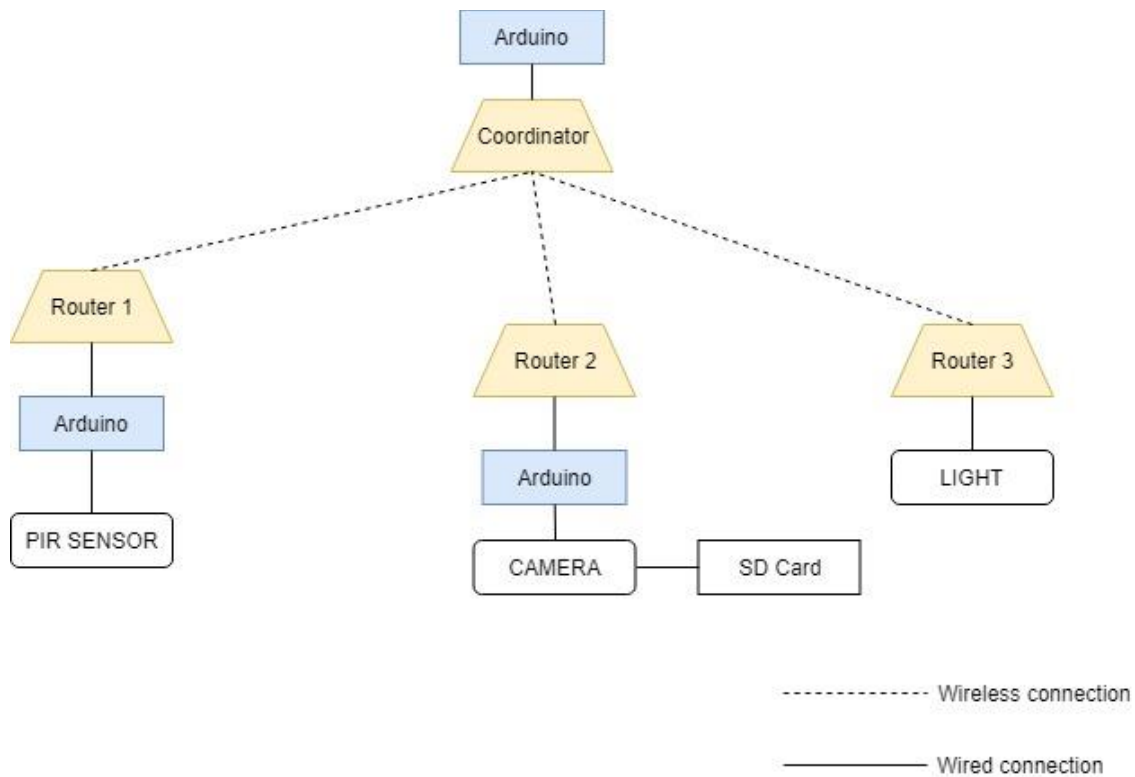 Arduino
Coordinator
Router 1
Router 2
Router 3
Arduino
Arduino
LIGHT
PIR SENSOR
CAMERA
SD Card
Wireless connection
Wired connection